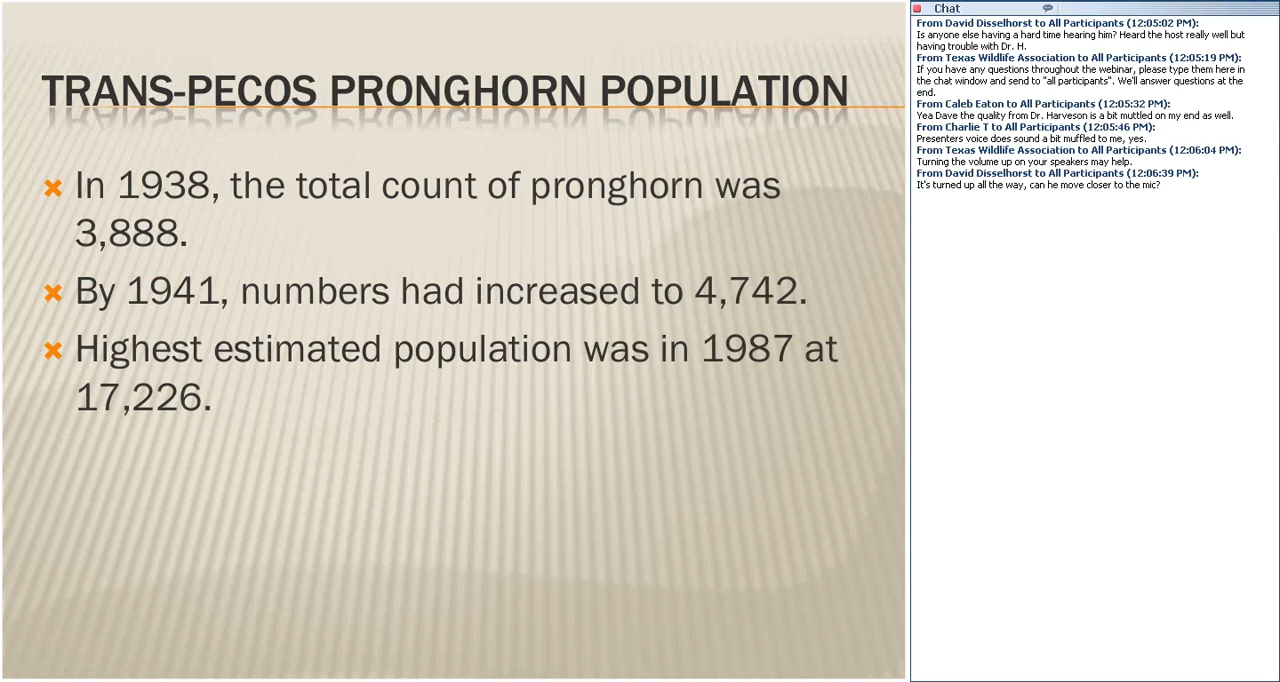 TRANS-PECOS PRONGHORN POPULATION
In 1938, the total count of pronghorn was
3,888.
By 1941, numbers had increased to 4,742.
Highest estimated population was in 1987 at
17,226.
Chat
From David Disselhorst to All Participants (12:05:02 PM):
Is anyone else having a hard time hearing him? Heard the host really well but
having trouble with Dr. H.
From Texas Wildlife Association to All Participants (12:05:19 PM):
If you have any questions throughout the webinar, please type them here in
the chat window and send to "all participants". We'll answer questions at the
end.
From Caleb Eaton to All Participants (12:05:32 PM):
Yea Dave the quality from Dr. Harveson is a bit muttled on my end as well.
From Charlie T to All Participants (12:05:46 PM):
Presenters voice does sound a bit muffled to me, yes.
From Texas Wildlife Association to All Participants (12:06:04 PM):
Turning the volume up on your speakers may help.
From David Disselhorst to All Participants (12:06:39 PM):
It's turned up all the way, can he move closer to the mic?